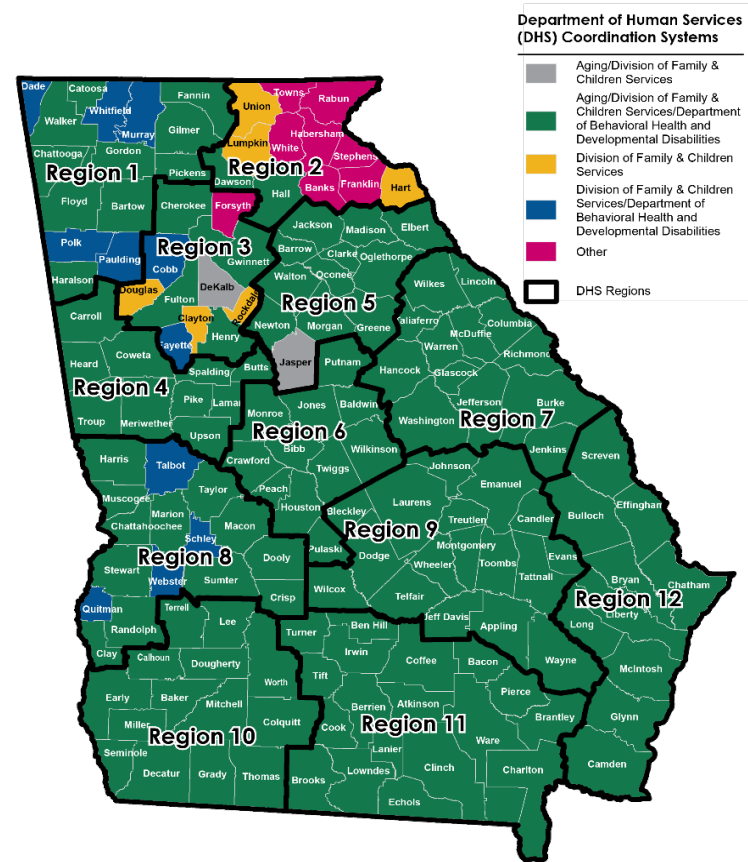 Department of Human Services
(DHS) Coordination Systems
Aging/Division of Family &
Children Services
Aging/Division of Family &
Children Services/Department
of Behavioral Health and
Developmental Disabilities
Division of Family & Children
Services
Division of Family & Children
Services/Department of
Behavioral Health and
Developmental Disabilities
Other
DHS Regions
Region 1
Dade
Catoosa
Whitfield
Murray
Fannin
Walker
Gilmer
Chattooga
Gordon
Pickens
Floyd
Bartow
Polk
Paulding
Haralson
Region 2
Union
Towns
Rabun
Lumpkin
White
Habersham
Stephens
Dawson
Hall
Banks
Franklin
Hart
Region 3
Cherokee
Forsyth
Cobb
Gwinnett
DeKalb
Douglas
Fulton
Rockdale
Clayton
Fayette
Henry
Region 4
Carroll
Heard
Coweta
Spalding
Butts
Troup
Meriwether
Pike
Lamar
Upson
Region 5
Jackson
Madison
Elbert
Barrow
Clarke
Oglethorpe
Walton
Oconee
Newton
Morgan
Greene
Jasper
Region 6
Putnam
Monroe
Jones
Baldwin
Crawford
Bibb
Wilkinson
Twiggs
Peach
Houston
Pulaski
Wilcox
Region 7
Wilkes
Lincoln
Taliaferro
McDuffie
Columbia
Warren
Richmond
Hancock
Glascock
Washington
Jefferson
Burke
Jenkins
Region 8
Harris
Talbot
Muscogee
Taylor
Chattahoochee
Marion
Macon
Schley
Stewart
Webster
Sumter
Dooly
Crisp
Quitman
Randolph
Clay
Region 9
Johnson
Emanuel
Bleckley
Laurens
Treutlen
Candler
Dodge
Wheeler
Montgomery
Toombs
Evans
Tattnall
Telfair
Jeff Davis
Appling
Wayne
Region 10
Terrell
Lee
Calhoun
Dougherty
Worth
Early
Baker
Mitchell
Colquitt
Miller
Seminole
Decatur
Grady
Thomas
Region 11
Turner
Ben Hill
Irwin
Tift
Coffee
Bacon
Pierce
Berrien
Atkinson
Brantley
Cook
Lanier
Ware
Clinch
Charlton
Brooks
Lowndes
Echols
Region 12
Screven
Effingham
Bulloch
Bryan
Chatham
Liberty
Long
McIntosh
Glynn
Camden